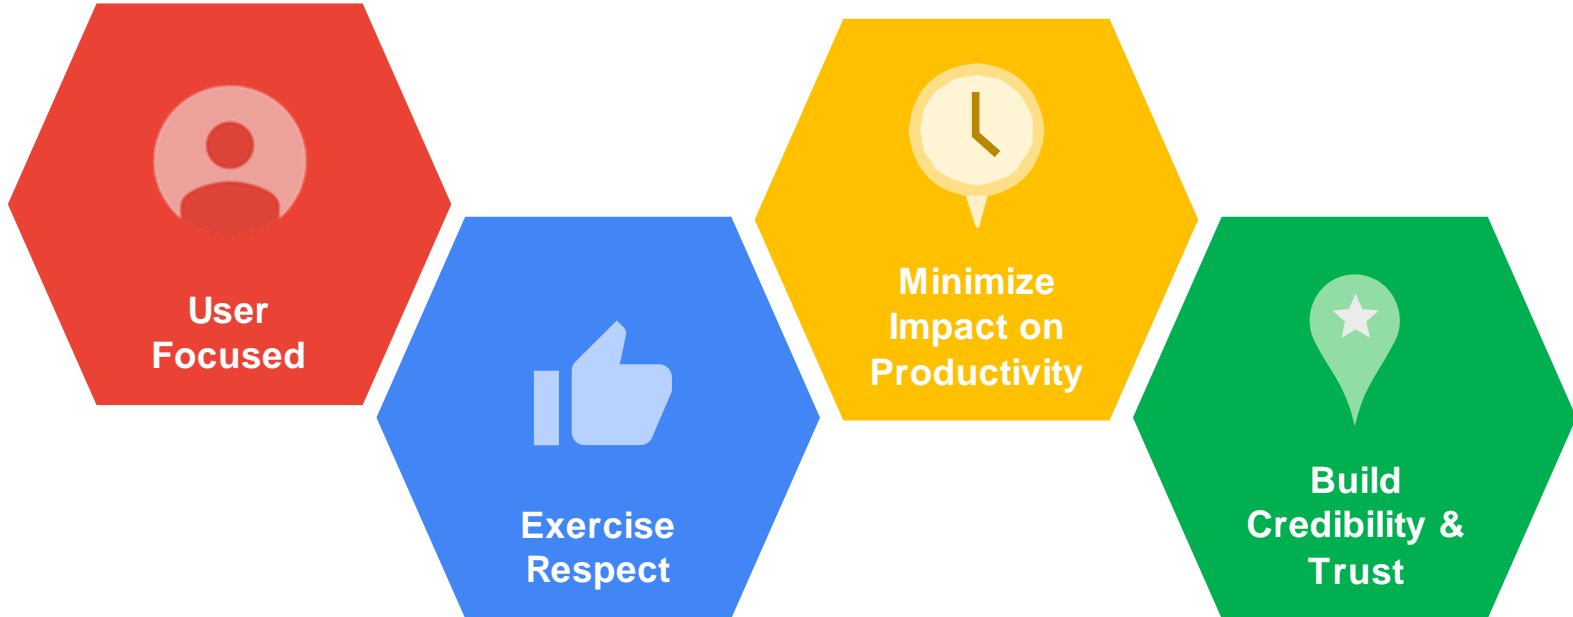 User
Focused
Exercise
Respect
Minimize
Impact on
Productivity
Build
Credibility &
Trust